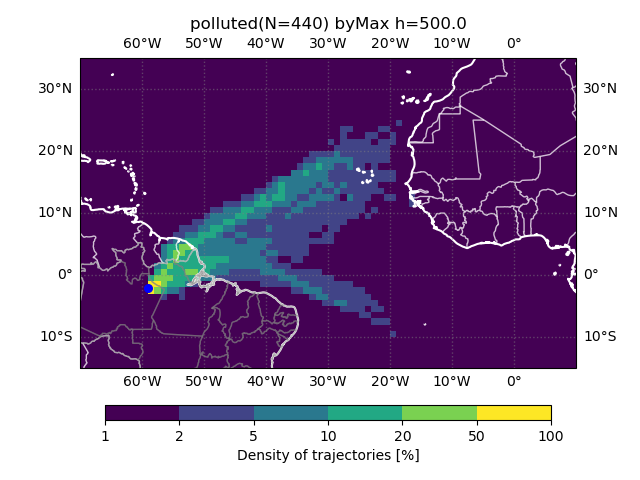 polluted(N=440) byMax h=500.0
60°W 50°W 40°W 30°W 20°W 10°W 0°
30°N 30°N
20°N 20°N
10°N 10°N
0° 0°
10°S 10°S
60°W 50°W 40°W 30°W 20°W 10°W 0°
1 2 5 10 20 50 100
Density of trajectories [%]